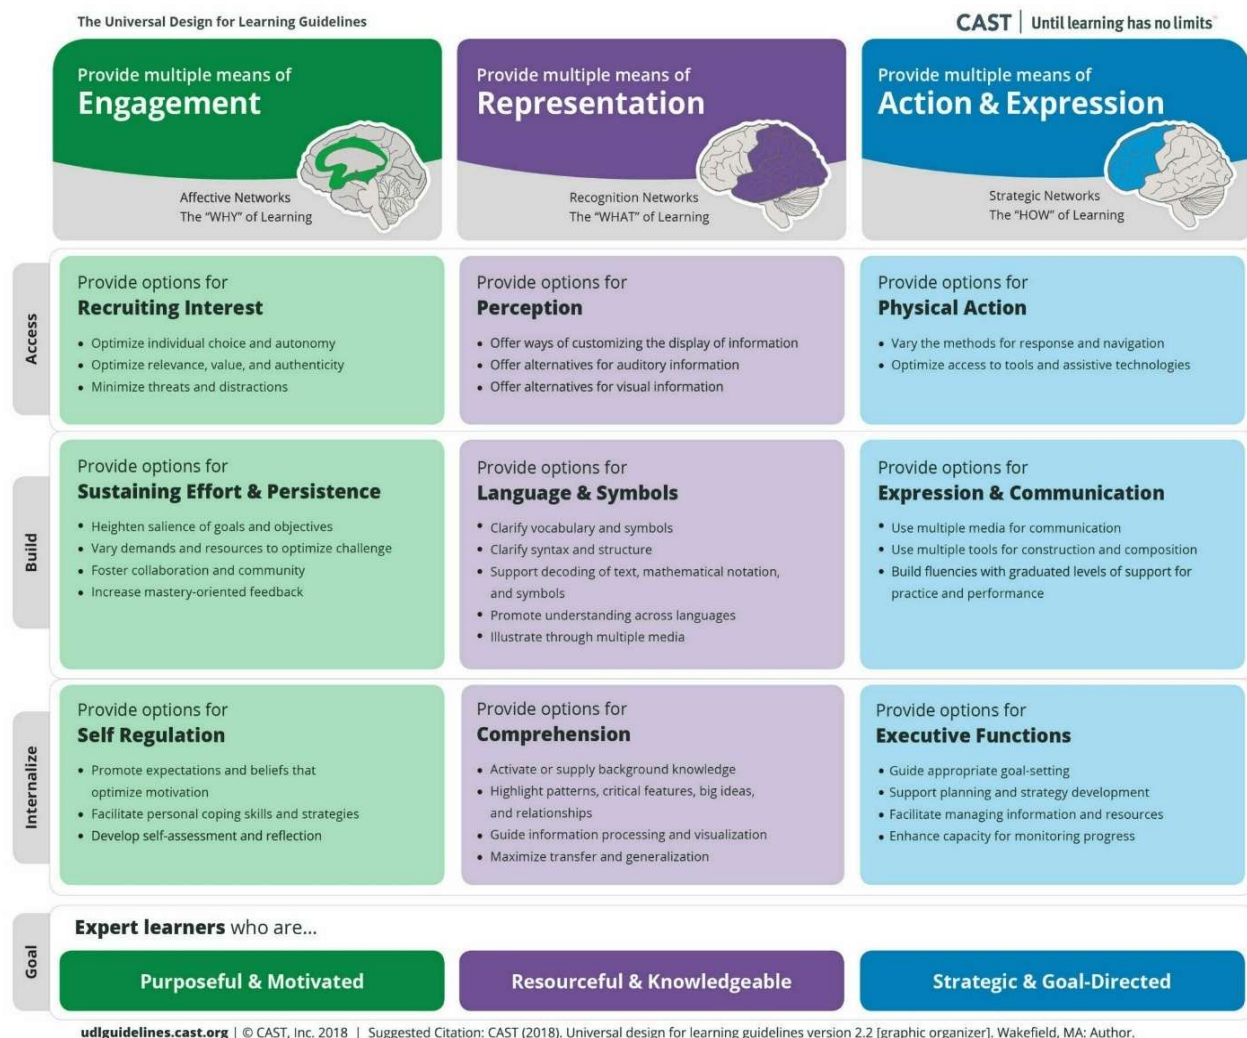 The Universal Design for Learning Guidelines
CAST | Until learning has no limits
Provide multiple means of
Engagement
Affective Networks
The “WHY” of Learning
Provide multiple means of
Representation
Recognition Networks
The “WHAT” of Learning
Provide multiple means of
Action & Expression
Strategic Networks
The “HOW” of Learning
Access
Provide options for
Recruiting Interest
• Optimize individual choice and autonomy
• Optimize relevance, value, and authenticity
• Minimize threats and distractions
Provide options for
Perception
• Offer ways of customizing the display of information
• Offer alternatives for auditory information
• Offer alternatives for visual information
Provide options for
Physical Action
• Vary the methods for response and navigation
• Optimize access to tools and assistive technologies
Build
Provide options for
Sustaining Effort & Persistence
• Heighten salience of goals and objectives
• Vary demands and resources to optimize challenge
• Foster collaboration and community
• Increase mastery-oriented feedback
Provide options for
Language & Symbols
• Clarify vocabulary and symbols
• Clarify syntax and structure
• Support decoding of text, mathematical notation,
and symbols
• Promote understanding across languages
• Illustrate through multiple media
Provide options for
Expression & Communication
• Use multiple media for communication
• Use multiple tools for construction and composition
• Build fluencies with graduated levels of support for
practice and performance
Internalize
Provide options for
Self Regulation
• Promote expectations and beliefs that
optimize motivation
• Facilitate personal coping skills and strategies
• Develop self-assessment and reflection
Provide options for
Comprehension
• Activate or supply background knowledge
• Highlight patterns, critical features, big ideas,
and relationships
• Guide information processing and visualization
• Maximize transfer and generalization
Provide options for
Executive Functions
• Guide appropriate goal-setting
• Support planning and strategy development
• Facilitate managing information and resources
• Enhance capacity for monitoring progress
Goal
Expert learners who are...
Purposeful & Motivated
Resourceful & Knowledgeable
Strategic & Goal-Directed
udlguidelines.cast.org | © CAST, Inc. 2018 | Suggested Citation: CAST (2018). Universal design for learning guidelines version 2.2 [graphic organizer]. Wakefield, MA: Author.